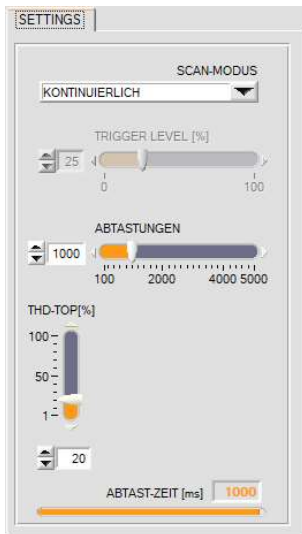 SETTINGS
SCAN-MODUS
KONTINUIERLICH
TRIGGER LEVEL [%]
25
0 100
ABTASTUNGEN
1000
100 2000 4000 5000
THD-TOP[%]
100
50
1
20
ABTAST-ZEIT [ms] 1000